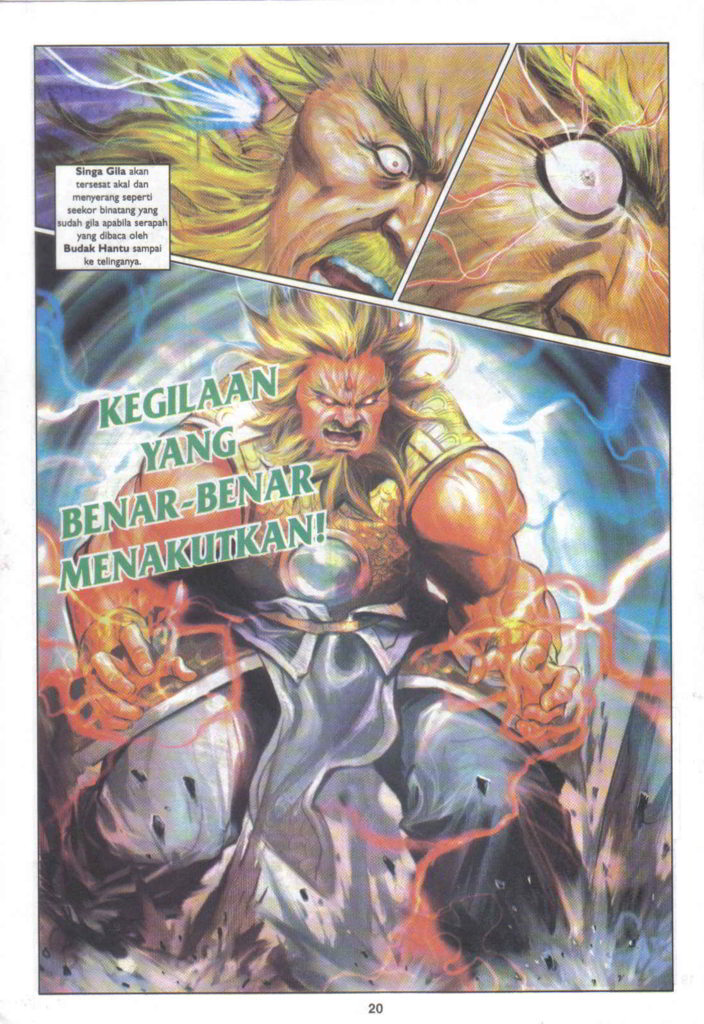 Singa Gila akan
tersesat akal dan
menyerang seperti
seekor binatang yang
sudah gila apabila serapah
yang dibaca oleh
Budak Hantu sampai
ke telinganya.
KEGILAAN
YANG
BENAR-BENAR
MENAKUTKAN!
20